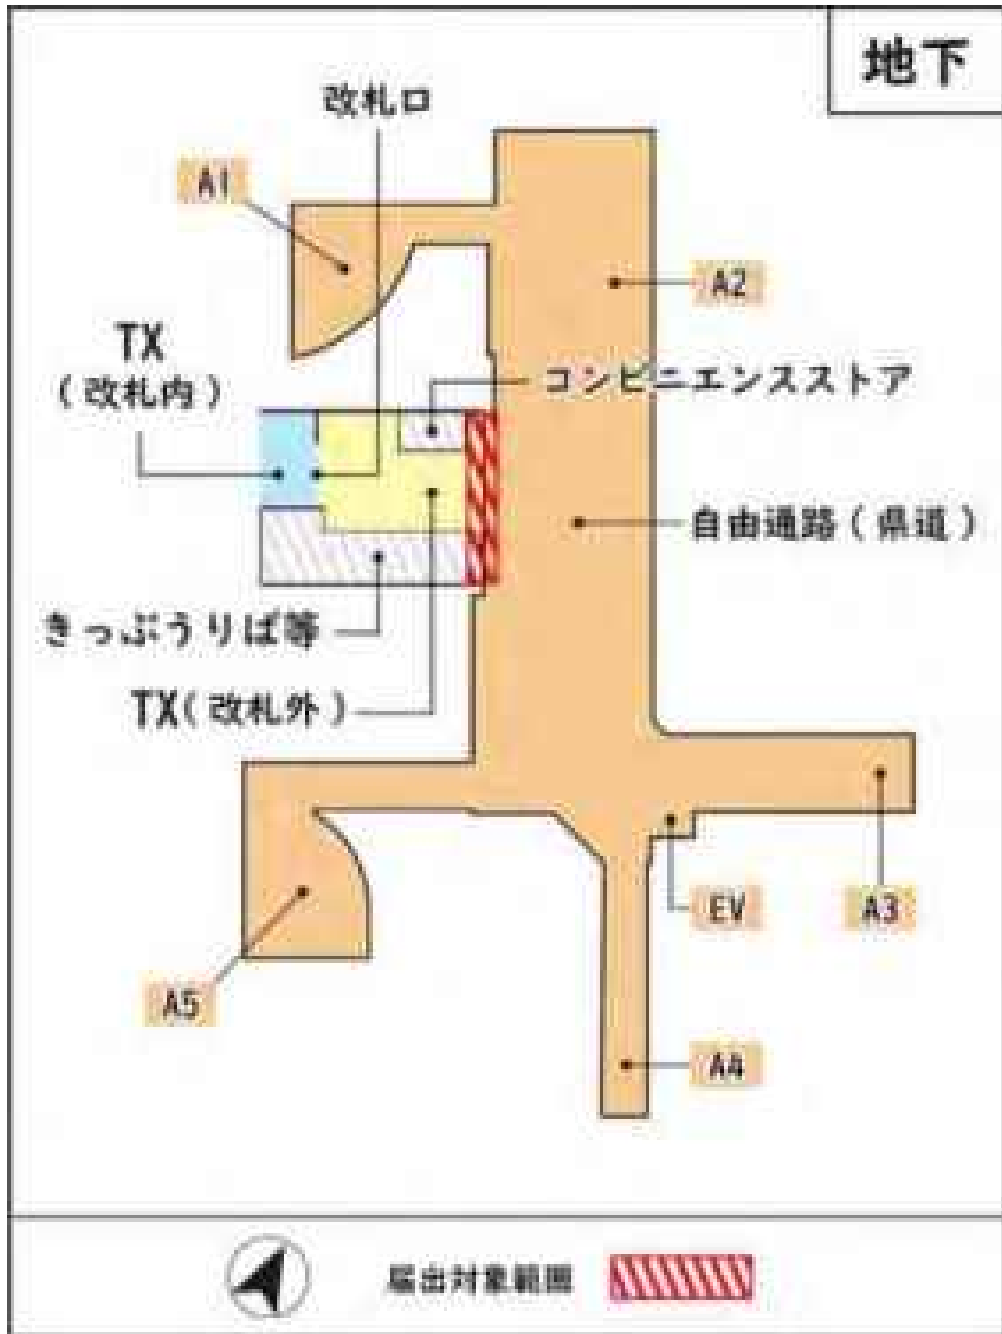 地下
改札口
A1
A2
TX
(改札内)
コンビニエンスストア
自由通路(県道)
きっぷうりば等
TX(改札外)
EV
A3
A5
A4
届出対象範囲